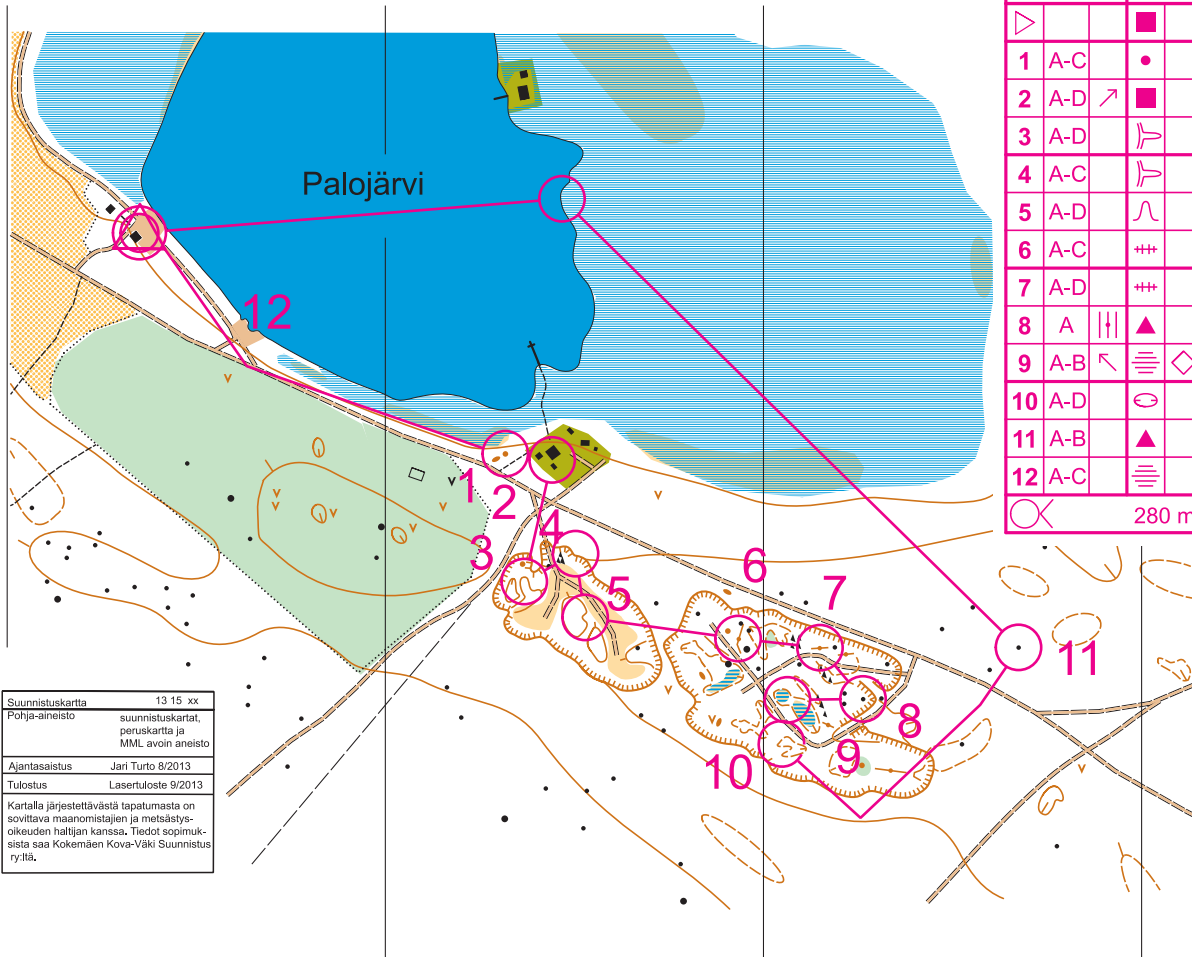 1 A-C
2 A-D
3 A-D
4 A-C
5 A-D
6 A-C
7 A-D
8 A
9 A-B
10 A-D
11 A-B
12 A-C
280 m
Palojärvi
12
1
2
3
4
5
6
7
8
9
10
11
Suunnistuskartta 13 15 xx
Pohja-aineisto suunnistuskartat,
peruskartta ja
MML avoin aneisto
Ajantasaistus Jari Turto 8/2013
Tulostus Lasertuloste 9/2013
Kartalla järjestettävästä tapatumasta on
sovittava maanomistajien ja metsästys-
oikeuden haltijan kanssa. Tiedot sopimuk-
sista saa Kokemäen Kova-Väki Suunnistus
ry:ltä.